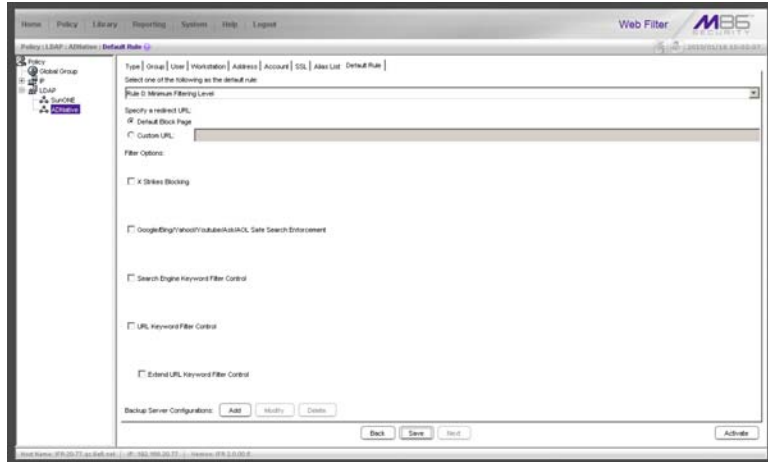 Home Policy Library Reporting System Help Logout
Web Filter
M86
SECURITY
Policy : LDAP : ADNative : Default Rule
Policy
Global Group
IP
LDAP
SunONE
ADNative
Type | Group | User | Workstation | Address | Account | SSL | Alias List Default Rule |
Select one of the following as the default rule:
Rule 0: Minimum Filtering Level
Specify a redirect URL:
Default Block Page
Custom URL:
Filter Options:
X Strikes Blocking
Google/Bing/Yahoo!/Youtube/Ask/AOL Safe Search Enforcement
Search Engine Keyword Filter Control
URL Keyword Filter Control
Extend URL Keyword Filter Control
Backup Server Configurations: Add Modify Delete
Back Save Next
Activate